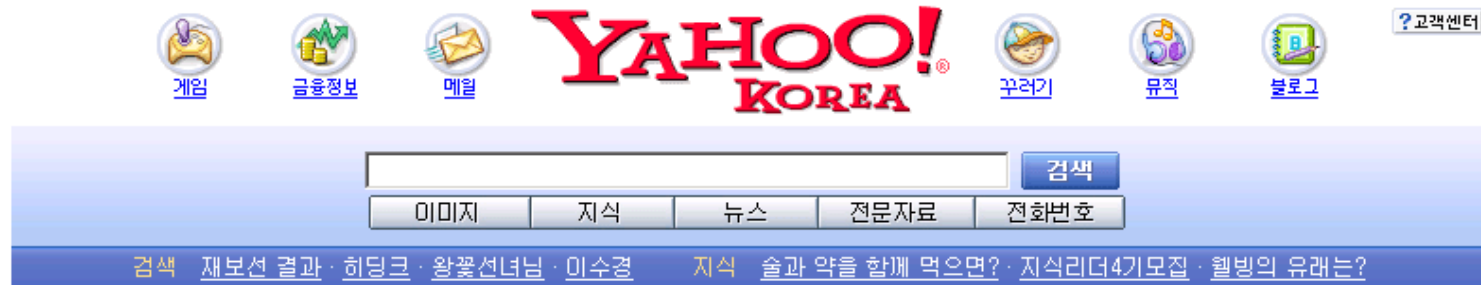 YAHOO! KOREA
?고객센터
게임 금융정보 메일 꾸러기 뮤직 블로그
검색
이미지 지식 뉴스 전문자료 전화번호
검색 재보선 결과 · 히딩크 · 왕꽃선녀님 · 이수경 지식 술과 약을 함께 먹으면? · 지식리더4기모집 · 웰빙의 유래는?